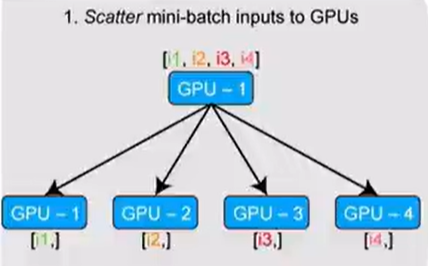 1. Scatter mini-batch inputs to GPUs
[i1, i2, i3, i4]
GPU – 1
GPU – 1 GPU – 2 GPU – 3 GPU – 4
[i1,] [i2,] [i3,] [i4,]